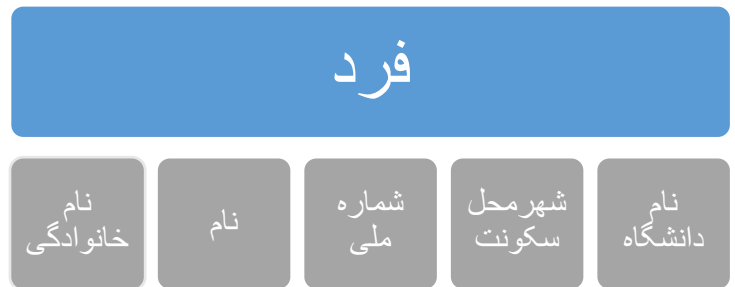 فرد
نام
دانشگاه
شهرمحل
سکونت
شماره
ملی
نام
نام
خانوادگی